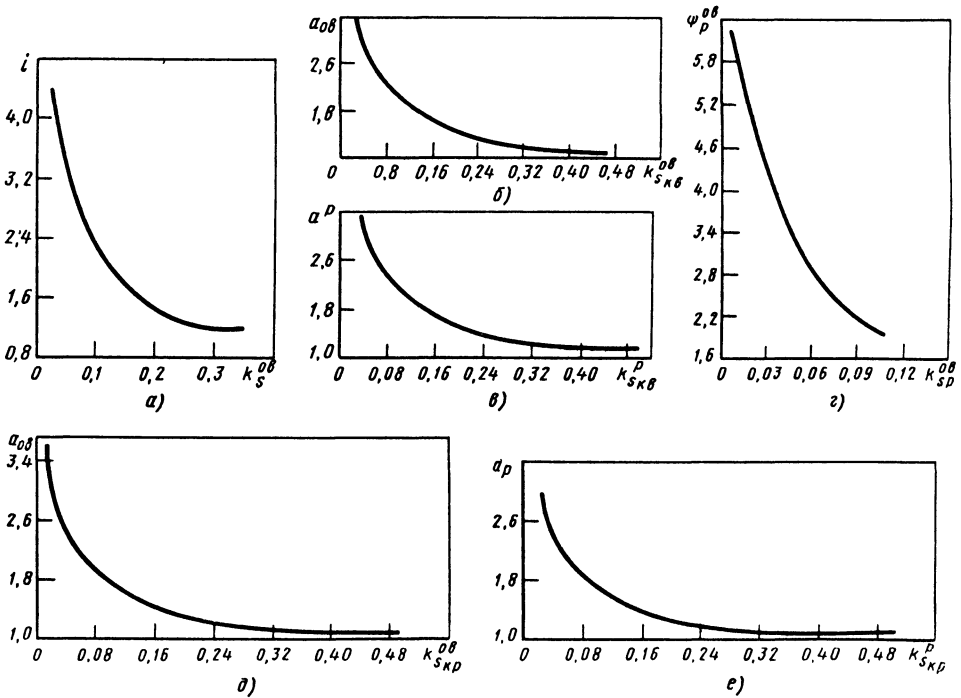 i
4,0
3,2
2,4
1,6
0,8
0 0,1 0,2 0,3 k_s^ов
а)
a_ов
2,6
1,8
0 0,8 0,16 0,24 0,32 0,40 0,48 k_sкв^ов
б)
a^p
2,6
1,8
1,0
0 0,08 0,16 0,24 0,32 0,40 k_sкв^p
в)
ψ_p^ов
5,8
5,2
4,6
4,0
3,4
2,8
2,2
1,6
0 0,03 0,06 0,09 0,12 k_sp^ов
г)
a_ов
3,4
2,6
1,8
1,0
0 0,08 0,16 0,24 0,32 0,40 0,48 k_sкр^ов
д)
d_p
2,6
1,8
1,0
0 0,08 0,16 0,24 0,32 0,40 0,48 k_sкр^p
е)